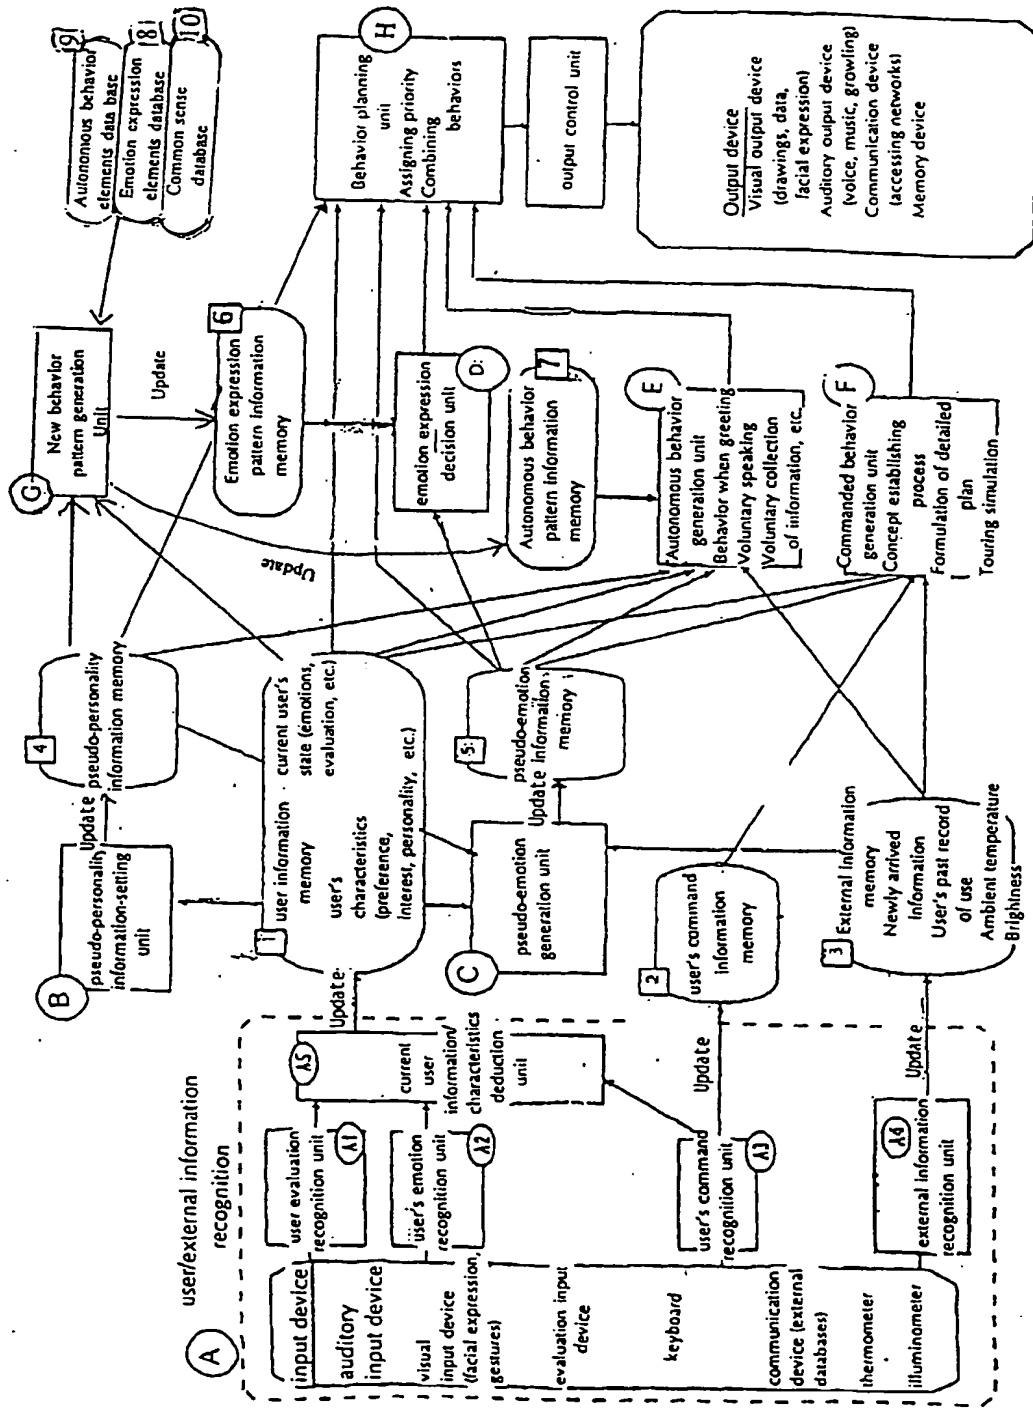 A
user/external information
recognition
input device
auditory
input device
visual
input device
(facial expression,
gestures)
evaluation input
device
keyboard
communication
device (external
databases)
thermometer
illuminometer
user evaluation
recognition unit
A1
user's emotion
recognition unit
A2
user's command
recognition unit
A3
external information
recognition unit
A4
A5
current
user
information/
characteristics
deduction
unit
Update
Update
Update
B
pseudo-personality
information-setting
unit
Update
1
user information
memory
current user's
state (emotions,
evaluation, etc.)
user's
characteristics
(preference,
Interest, personality, etc.)
C
pseudo-emotion
generation unit
Update
2
user's command
Information
memory
3
External Information
memory
Newly arrived
Information
User's past record
of use
Ambient temperature
Brightness
4
pseudo-personality
information memory
5
pseudo-emotion
Information
memory
G
New behavior
pattern generation
Unit
Update
Update
6
Emotion expression
pattern information
memory
emotion expression
decision unit
D
7
Autonomous behavior
pattern information
memory
E
Autonomous behavior
generation unit
Behavior when greeting
Voluntary speaking
Voluntary collection
of information, etc.
F
Commanded behavior
generation unit
Concept establishing
process
Formulation of detailed
plan
Touring simulation
9
Autonomous behavior
elements data base
8
Emotion expression
elements database
10
Common sense
database
H
Behavior planning
unit
Assigning priority
Combining
behaviors
output control unit
Output device
Visual output device
(drawings, data,
facial expression)
Auditory output device
(voice, music, growling)
Communication device
(accessing networks)
Memory device